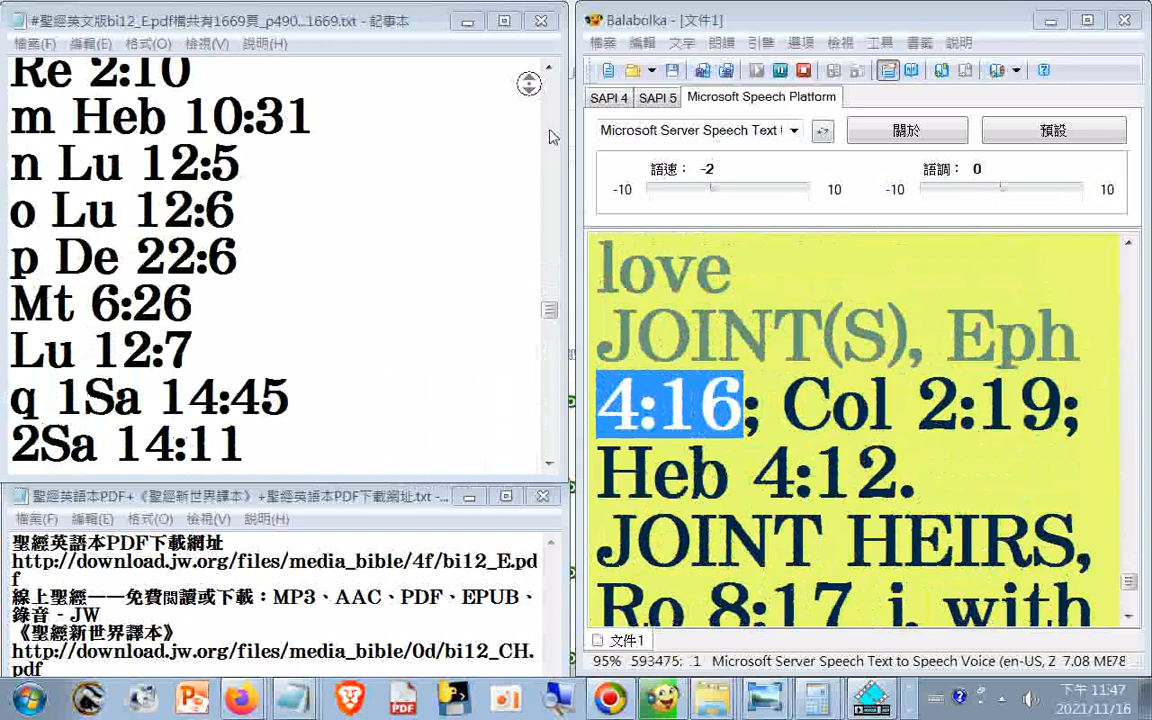 #聖經英文版bi12_Epdf檔共有1669頁_p490...1669.txt - 記事本
檔案(F) 編輯(E) 格式(O) 檢視(V) 說明(H)
Re 2:10
m Heb 10:31
n Lu 12:5
o Lu 12:6
p De 22:6
Mt 6:26
Lu 12:7
q 1Sa 14:45
2Sa 14:11
聖經英語本PDF+《聖經新世界譯本》+聖經英語本PDF下載網址.txt - ...
檔案(F) 編輯(E) 格式(O) 檢視(V) 說明(H)
聖經英語本PDF下載網址
http://download.jw.org/files/media_bible/4f/bi12_E.pd
f
線上聖經——免費閱讀或下載：MP3、AAC、PDF、EPUB、
錄音 - JW
《聖經新世界譯本》
http://download.jw.org/files/media_bible/0d/bi12_CH.
pdf
Balabolka - [文件1]
檔案 編輯 文字 朗讀 引擎 選項 檢視 工具 書籤 說明
SAPI 4 SAPI 5 Microsoft Speech Platform
Microsoft Server Speech Text 關於 預設
語速： -2 語調： 0
-10 10 -10 10
love
JOINT(S), Eph
4:16; Col 2:19;
Heb 4:12.
JOINT HEIRS,
Ro 8:17 j. with
文件1
95% 593475: .1 Microsoft Server Speech Text to Speech Voice (en-US, Z 7.08 ME78
PDF
下午 11:47
2021/11/16